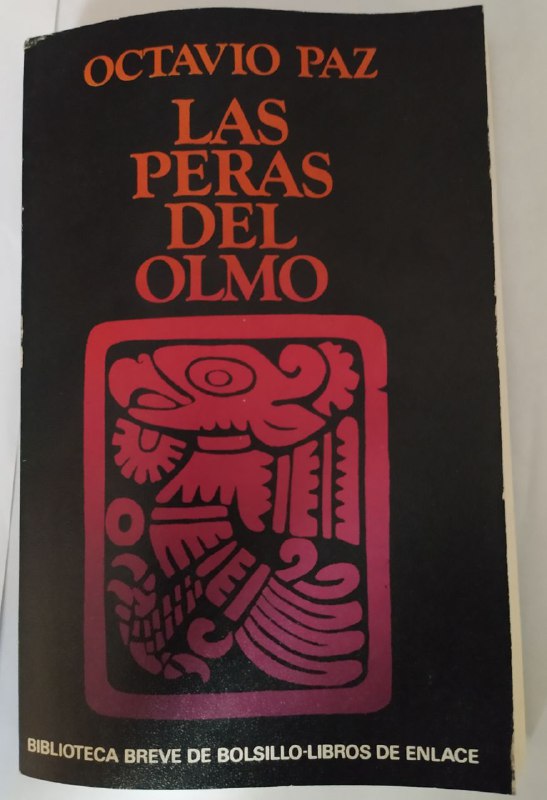 OCTAVIO PAZ
LAS
PERAS
DEL
OLMO
BIBLIOTECA BREVE DE BOLSILLO-LIBROS DE ENLACE